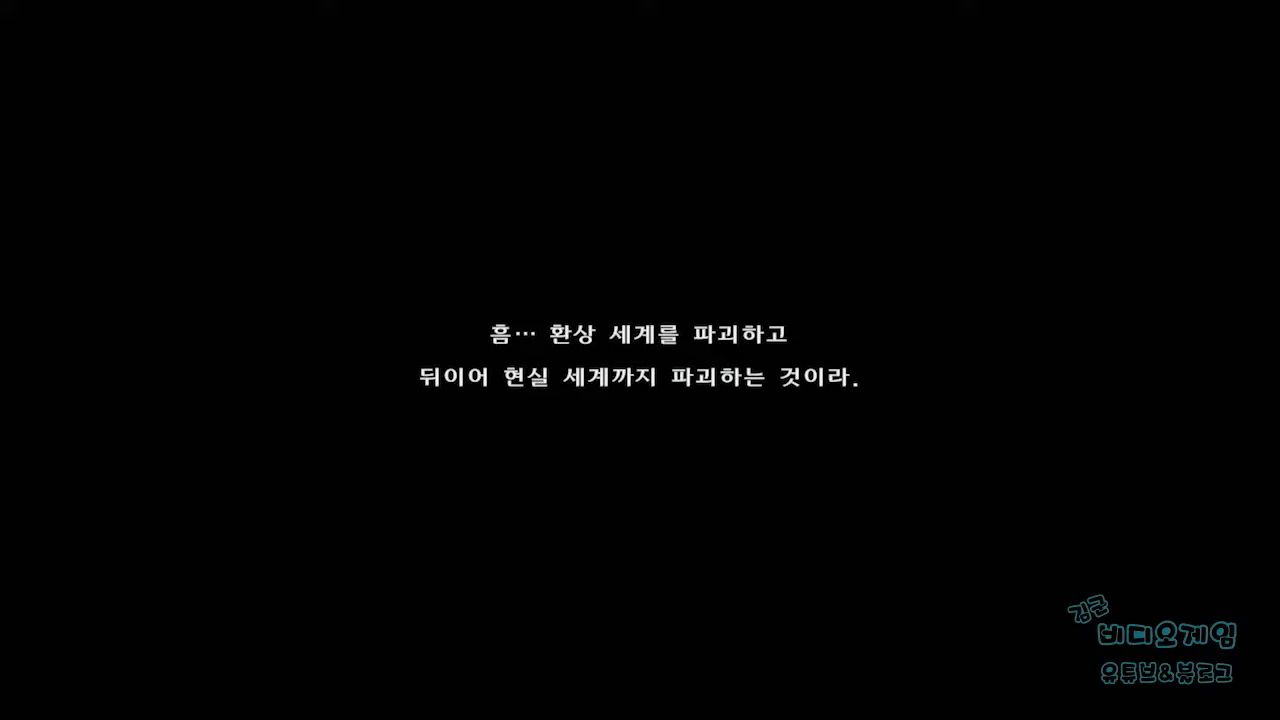 흠… 환상 세계를 파괴하고
뒤이어 현실 세계까지 파괴하는 것이라.
김군
비디오게임
유튜브&블로그